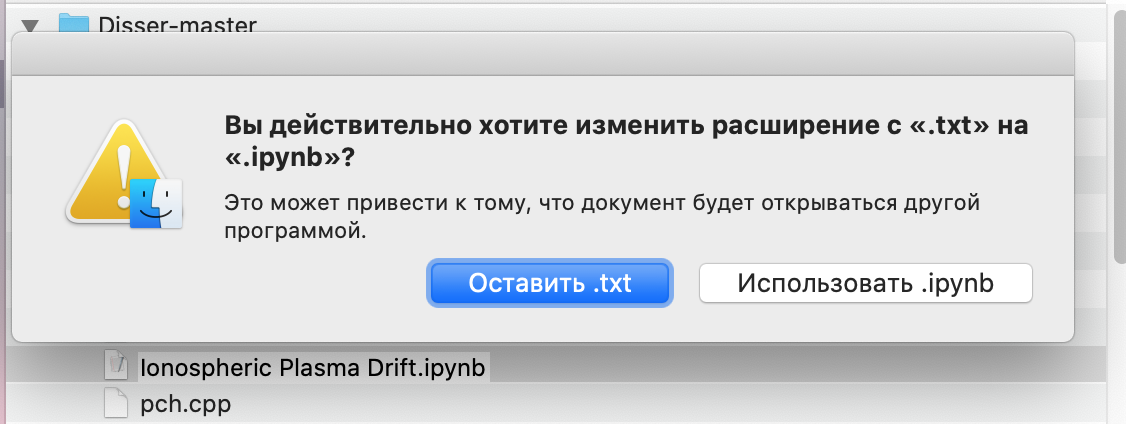 Disser-master
Вы действительно хотите изменить расширение с «.txt» на
«.ipynb»?
Это может привести к тому, что документ будет открываться другой
программой.
Оставить .txt
Использовать .ipynb
Ionospheric Plasma Drift.ipynb
pch.cpp